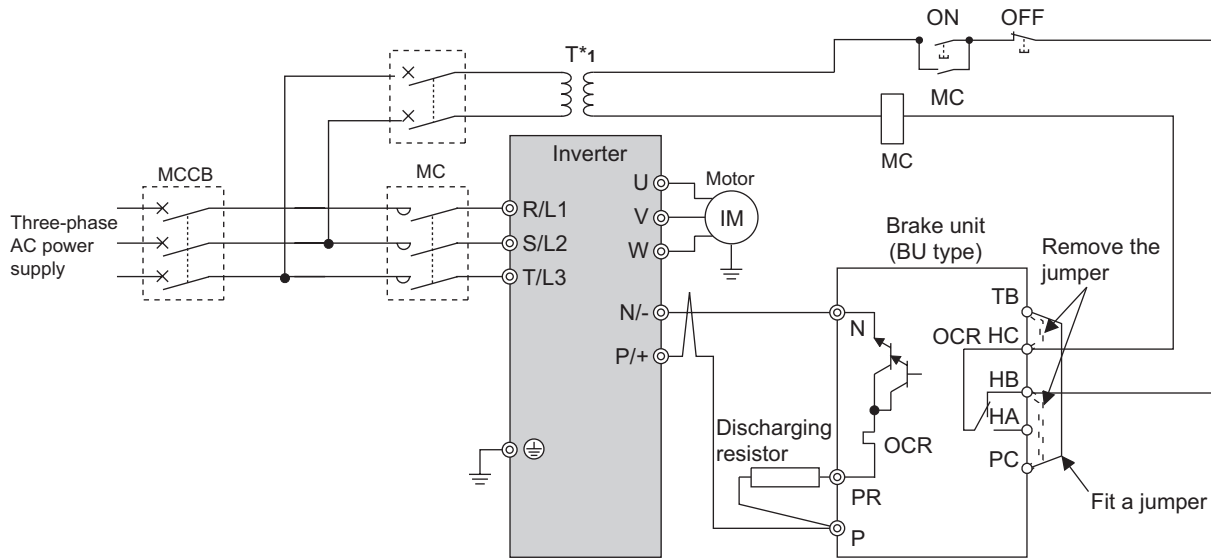 ON
OFF
T*1
MC
MC
Inverter
MCCB
MC
U
Motor
R/L1
V
IM
Three-phase
AC power
supply
S/L2
W
T/L3
Brake unit
(BU type)
Remove the
jumper
N/-
N
TB
OCR
HC
P/+
HB
HA
Discharging
resistor
OCR
PC
PR
Fit a jumper
P